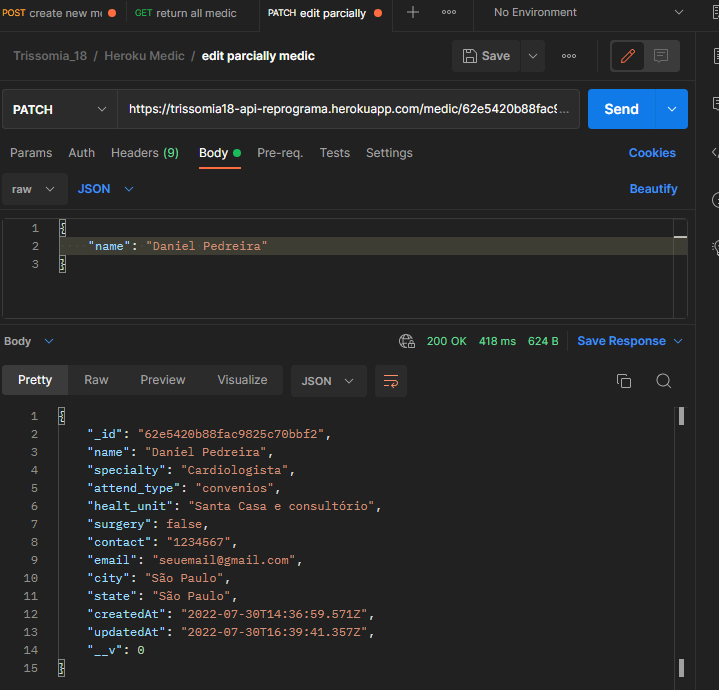 POST create new me
GET return all medic
PATCH edit parcially
No Environment
Trissomia_18 / Heroku Medic / edit parcially medic
Save
PATCH
https://trissomia18-api-reprograma.herokuapp.com/medic/62e5420b88fac9...
Send
Params Auth Headers (9) Body Pre-req. Tests Settings Cookies
raw JSON Beautify
1 {
2 "name": "Daniel Pedreira"
3 }
Body 200 OK 418 ms 624 B Save Response
Pretty Raw Preview Visualize JSON
1 {
2 "_id": "62e5420b88fac9825c70bbf2",
3 "name": "Daniel Pedreira",
4 "specialty": "Cardiologista",
5 "attend_type": "convenios",
6 "healt_unit": "Santa Casa e consultório",
7 "surgery": false,
8 "contact": "1234567",
9 "email": "seuemail@gmail.com",
10 "city": "São Paulo",
11 "state": "São Paulo",
12 "createdAt": "2022-07-30T14:36:59.571Z",
13 "updatedAt": "2022-07-30T16:39:41.357Z",
14 "__v": 0
15 }